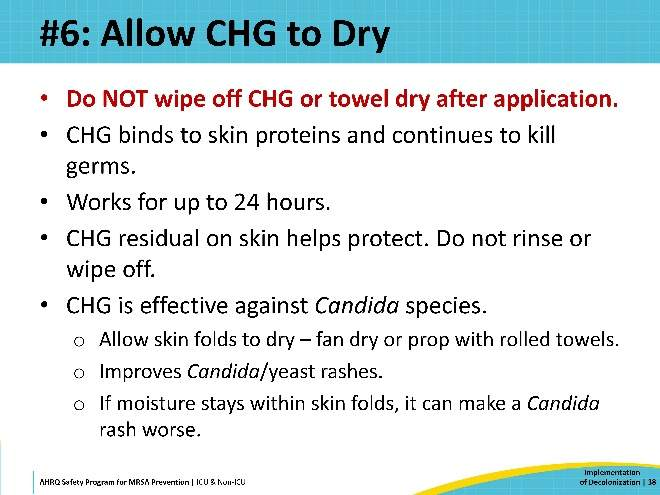 #6: Allow CHG to Dry
• Do NOT wipe off CHG or towel dry after application.
• CHG binds to skin proteins and continues to kill
germs.
• Works for up to 24 hours.
• CHG residual on skin helps protect. Do not rinse or
wipe off.
• CHG is effective against Candida species.
o Allow skin folds to dry – fan dry or prop with rolled towels.
o Improves Candida/yeast rashes.
o If moisture stays within skin folds, it can make a Candida
rash worse.
AHRQ Safety Program for MRSA Prevention | ICU & Non-ICU
Implementation
of Decolonization | 38